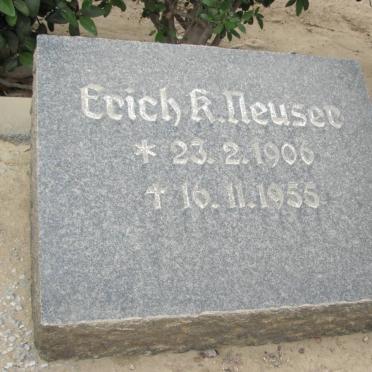 Erich K. Neuser
* 23.2.1906
† 16.11.1955